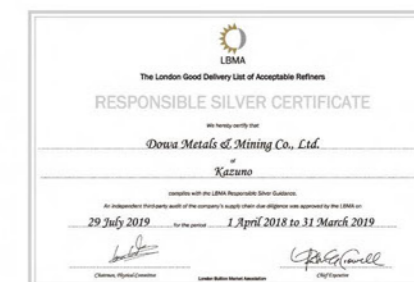 LBMA
The London Good Delivery List of Acceptable Refiners
RESPONSIBLE SILVER CERTIFICATE
We hereby certify that
Dowa Metals & Mining Co., Ltd.
of
Kazuno
complies with the LBMA Responsible Silver Guidance.
An independent third-party audit of the company's supply chain due diligence was approved by the LBMA on
29 July 2019 for the period 1 April 2018 to 31 March 2019
Chairman, Physical Committee London Bullion Market Association Chief Executive